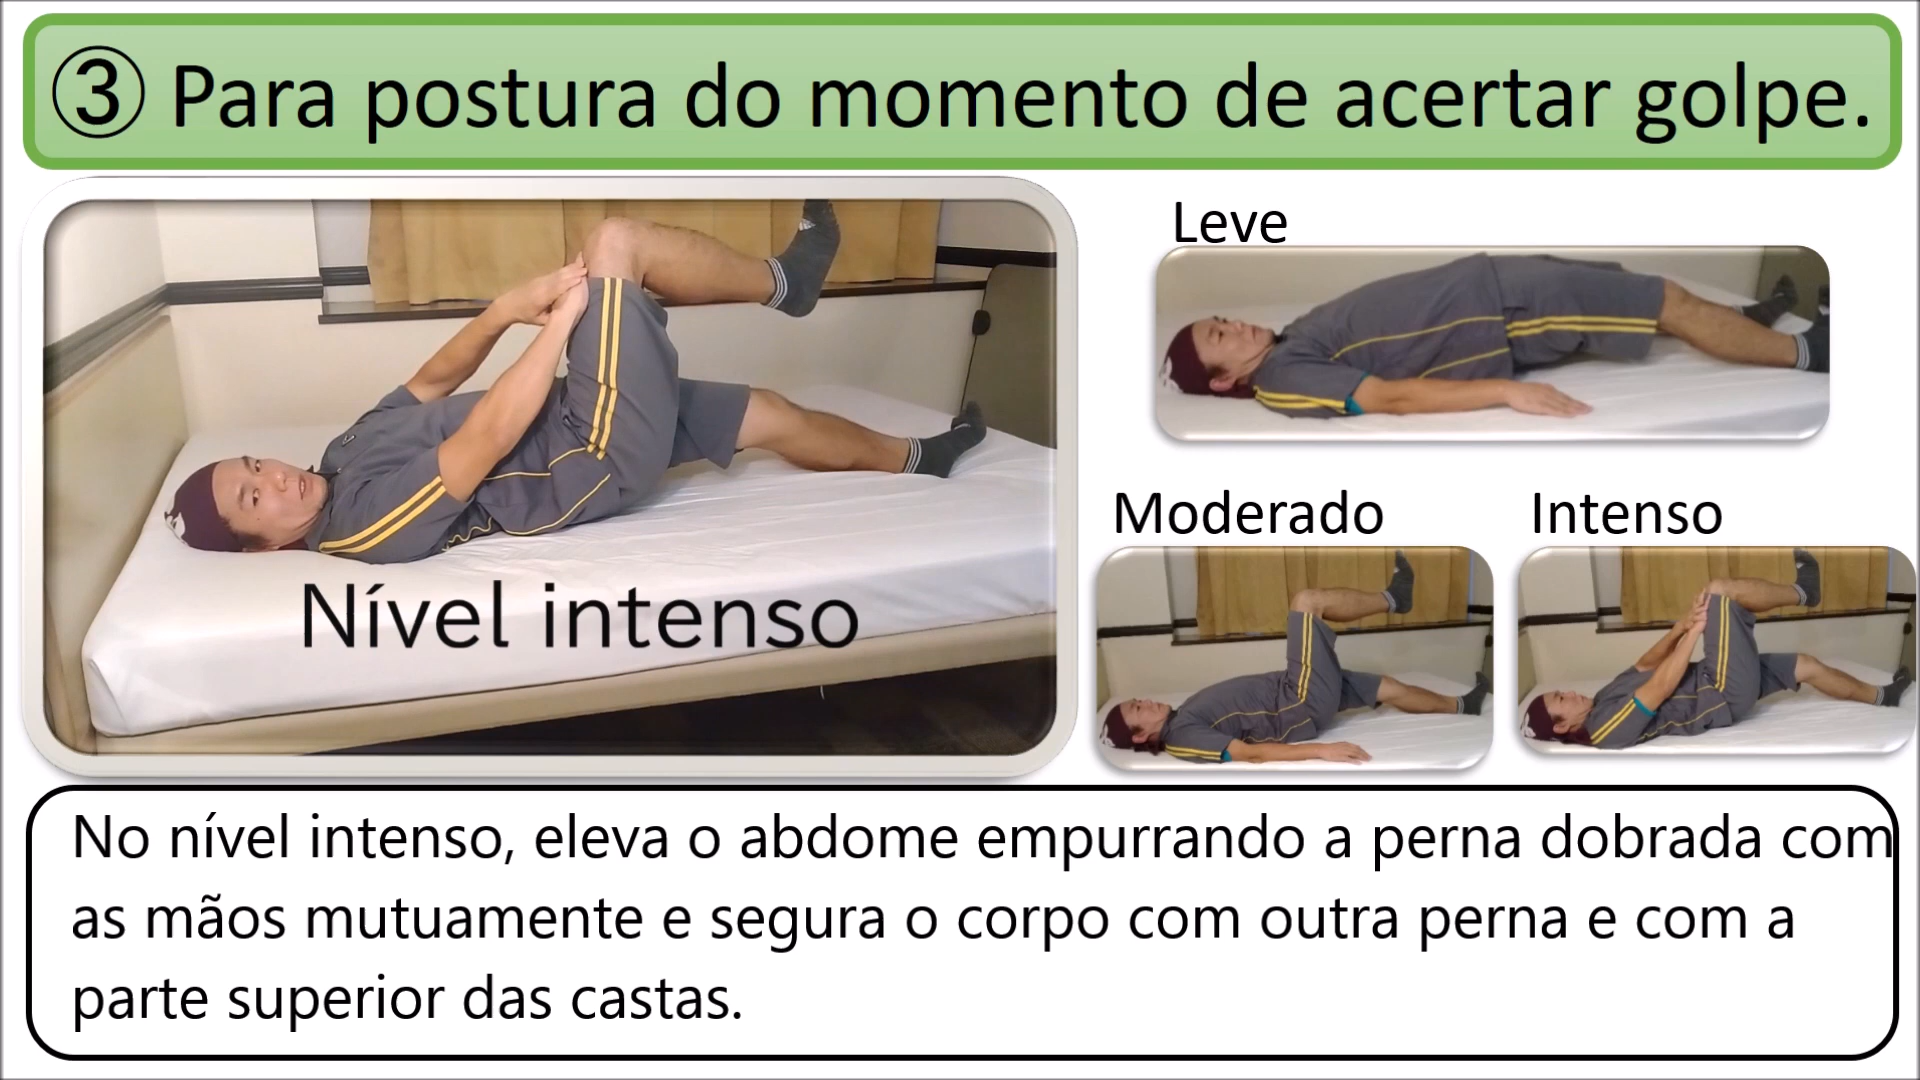 ③ Para postura do momento de acertar golpe.
Leve
Moderado
Intenso
Nível intenso
No nível intenso, eleva o abdome empurrando a perna dobrada com
as mãos mutuamente e segura o corpo com outra perna e com a
parte superior das castas.